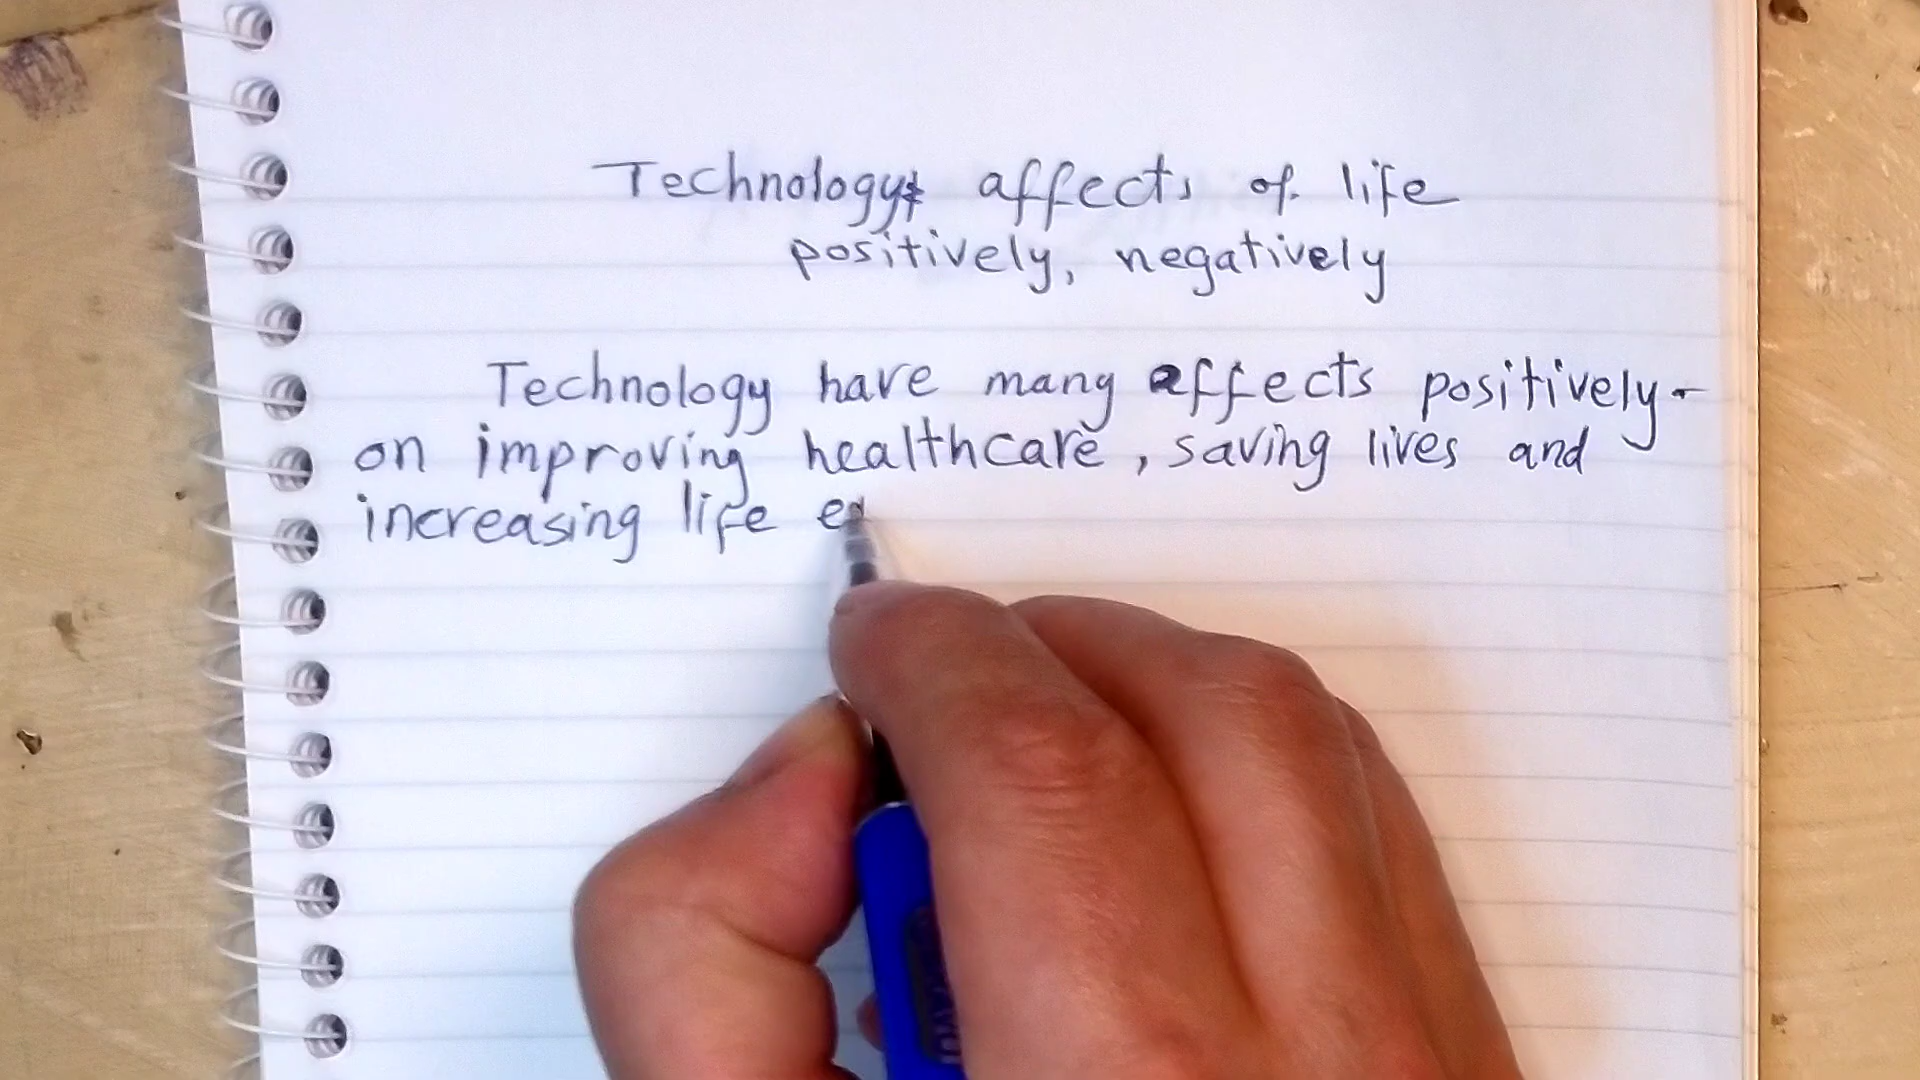 Technology affects of life
positively, negatively
Technology have many affects positively
on improving healthcare, saving lives and
increasing life